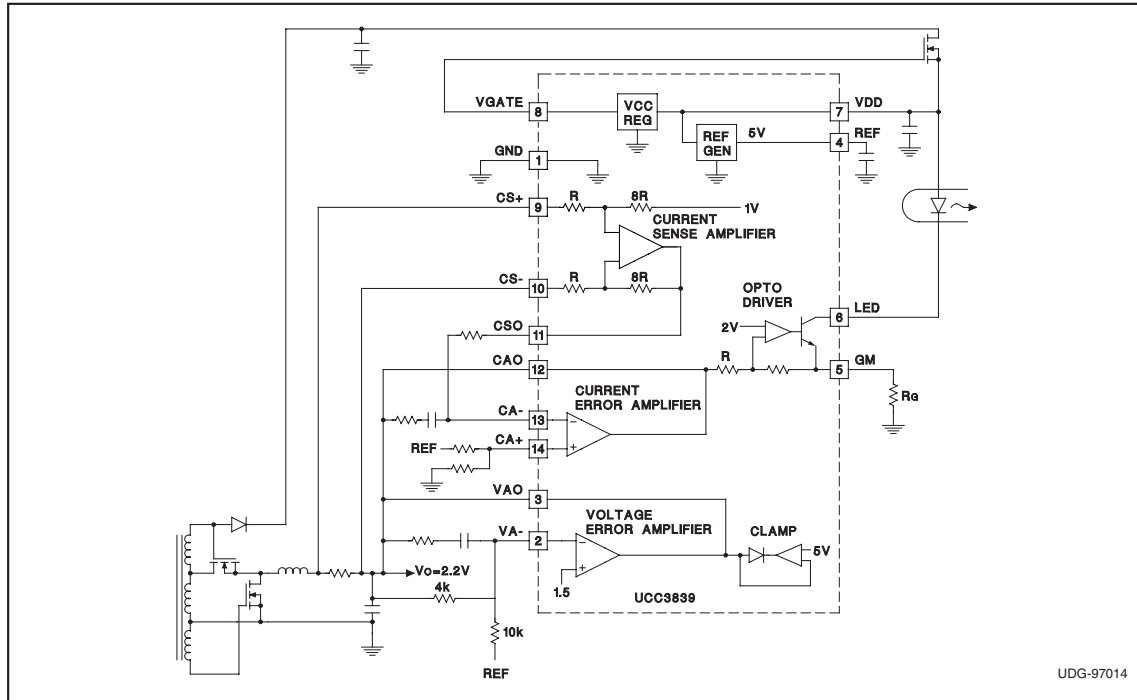 VGATE 8 VCC REG 7 VDD
REF GEN 5V 4 REF
GND 1
CS+ 9 R 8R 1V
CURRENT SENSE AMPLIFIER
CS- 10 R 8R
OPTO DRIVER
CSO 11 2V 6 LED
CAO 12 R 5 GM
RG
CURRENT ERROR AMPLIFIER
CA- 13 −
CA+ 14 +
REF
VAO 3
VOLTAGE ERROR AMPLIFIER
CLAMP
VA- 2 − 5V
+
1.5
Vo=2.2V
4k
UCC3839
10k
REF
UDG-97014